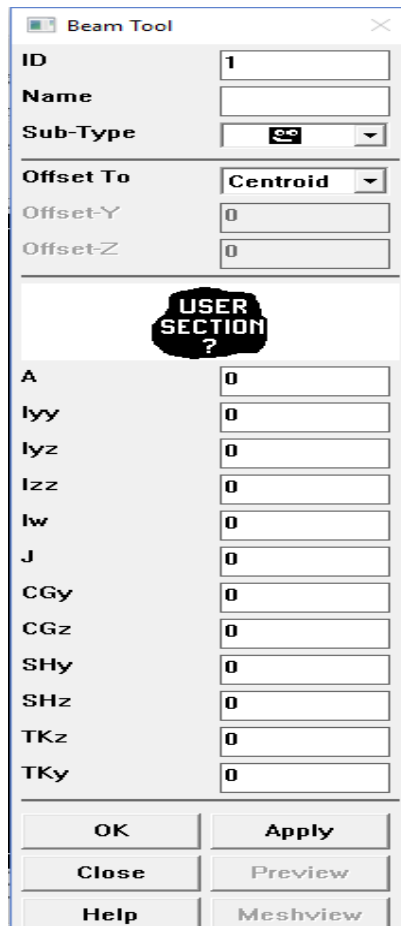 Beam Tool
ID 1
Name
Sub-Type
Offset To Centroid
Offset-Y 0
Offset-Z 0
USER
SECTION
?
A 0
Iyy 0
Iyz 0
Izz 0
Iw 0
J 0
CGy 0
CGz 0
SHy 0
SHz 0
TKz 0
TKy 0
OK Apply
Close Preview
Help Meshview